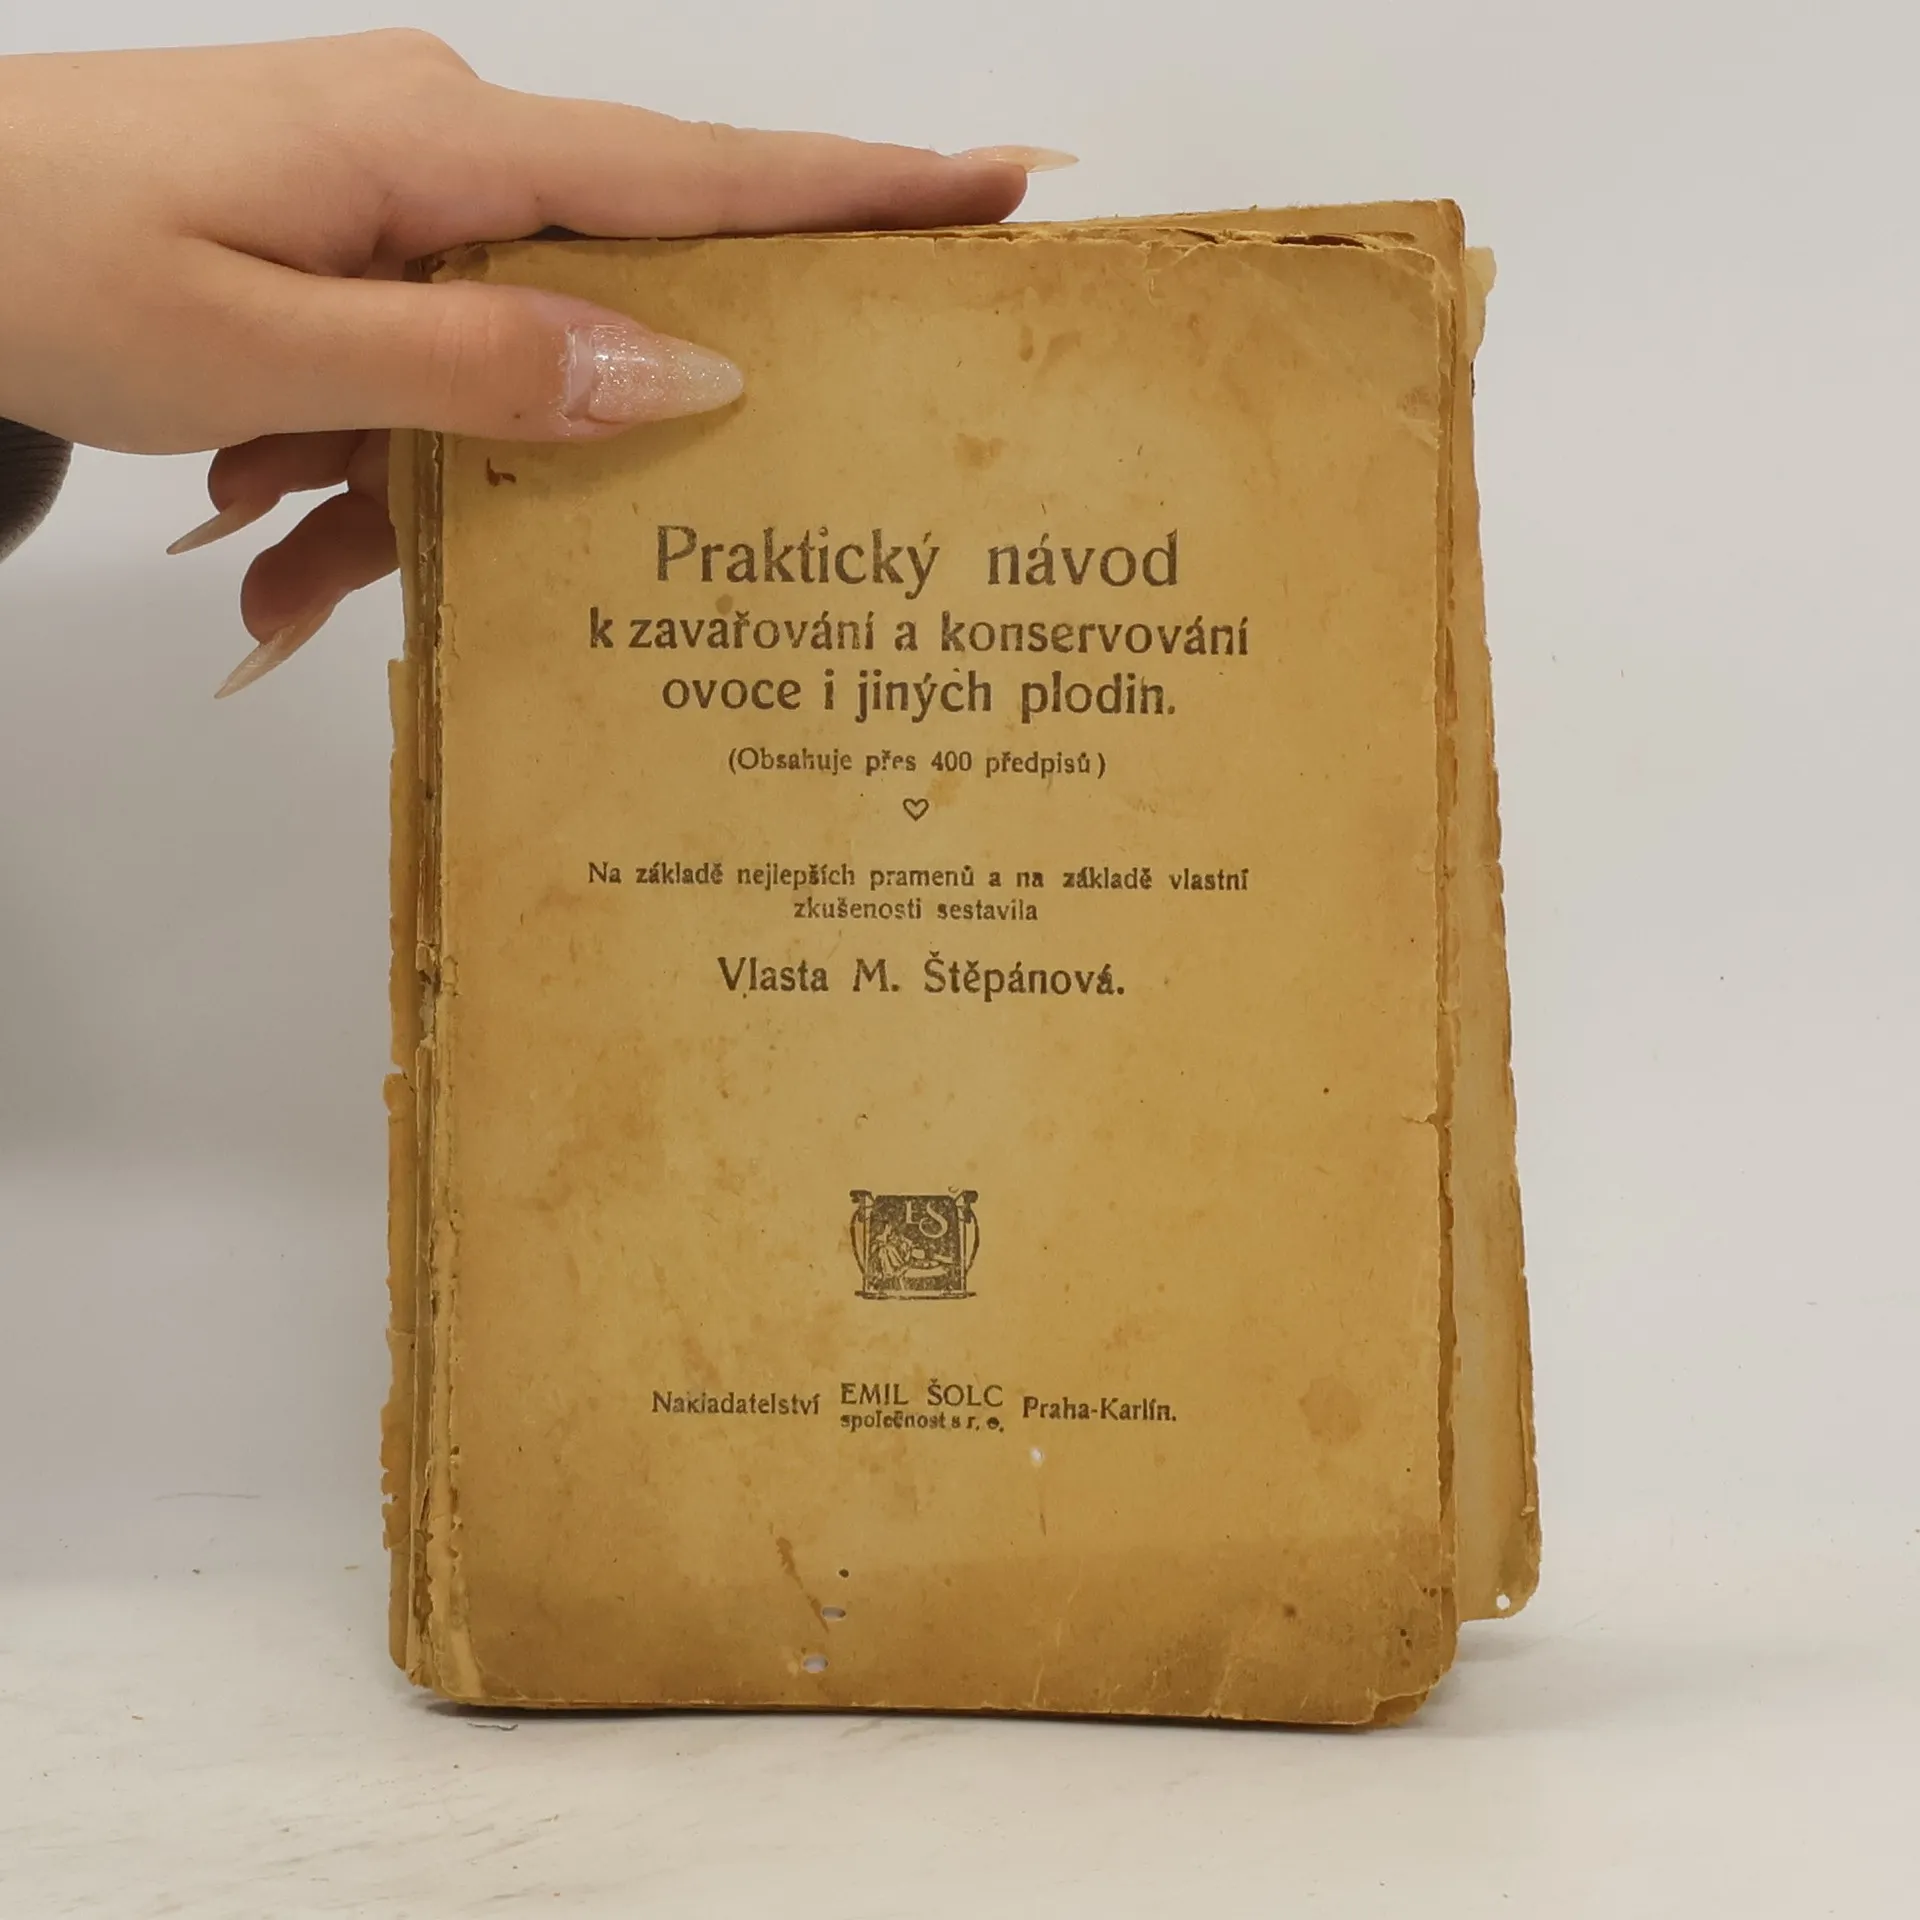 Praktický návod
k zavařování a konservování
ovoce i jiných plodin.
(Obsahuje přes 400 předpisů)
Na základě nejlepších pramenů a na základě vlastní
zkušenosti sestavila
Vlasta M. Štěpánová.
EŠ
Nakladatelství EMIL ŠOLC Praha-Karlín.
společnost s r. o.